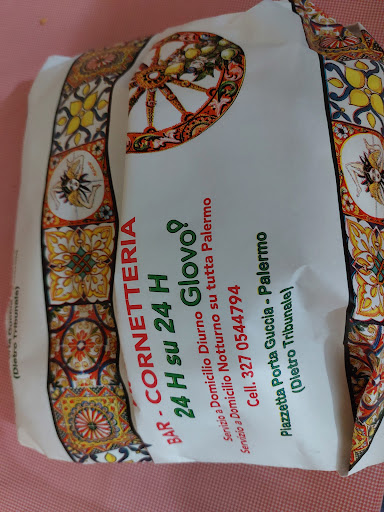 BAR - CORNETTERIA
24 H su 24 H
Glovo
Servizio a Domicilio Diurno
Servizio a Domicilio Notturno su tutta Palermo
Cell. 327 0544794
Piazzetta Porta Guccia - Palermo
(Dietro Tribunale)
(Dietro Tribunale)